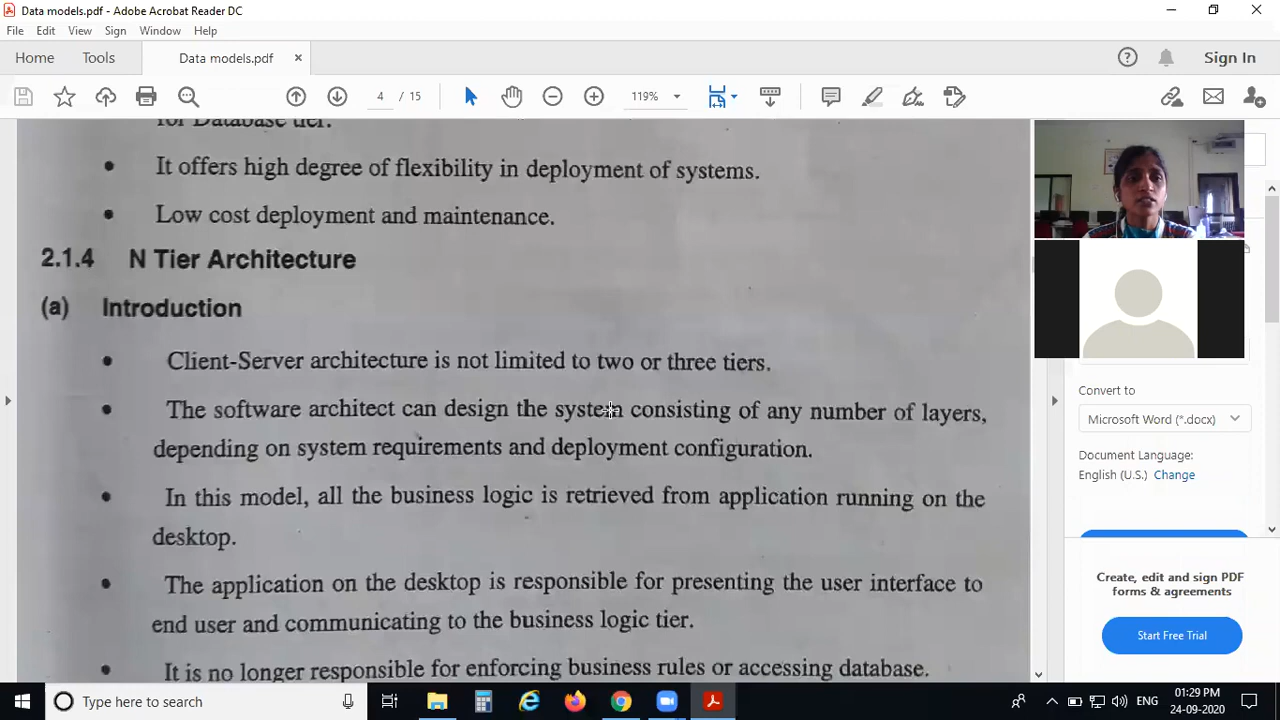 Data models.pdf - Adobe Acrobat Reader DC
File Edit View Sign Window Help
Home Tools Data models.pdf × Sign In
4 / 15 119%
for Database tier.
• It offers high degree of flexibility in deployment of systems.
• Low cost deployment and maintenance.
2.1.4 N Tier Architecture
(a) Introduction
• Client-Server architecture is not limited to two or three tiers.
• The software architect can design the system consisting of any number of layers,
depending on system requirements and deployment configuration.
• In this model, all the business logic is retrieved from application running on the
desktop.
• The application on the desktop is responsible for presenting the user interface to
end user and communicating to the business logic tier.
• It is no longer responsible for enforcing business rules or accessing database.
Convert to
Microsoft Word (*.docx)
Document Language:
English (U.S.) Change
Create, edit and sign PDF
forms & agreements
Start Free Trial
Type here to search
ENG
01:29 PM
24-09-2020